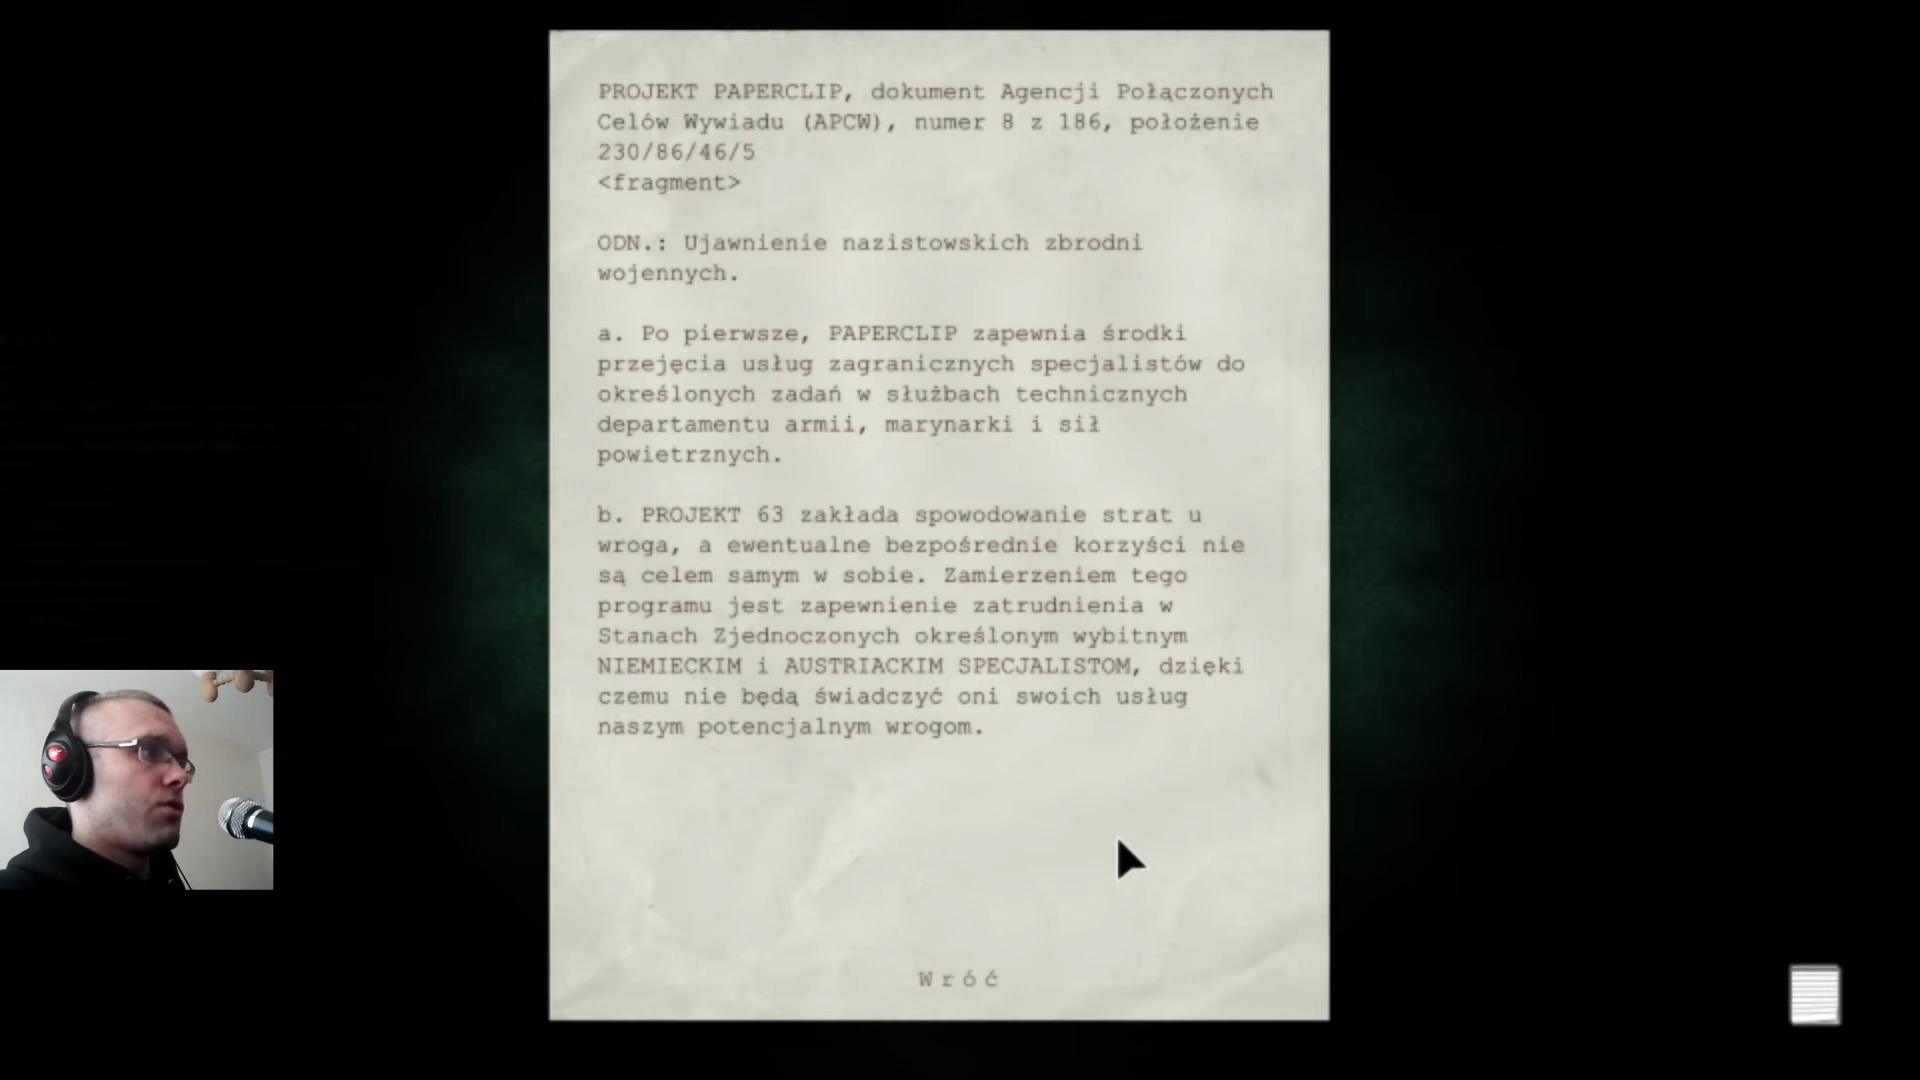 PROJEKT PAPERCLIP, dokument Agencji Połączonych
Celów Wywiadu (APCW), numer 8 z 186, położenie
230/86/46/5
<fragment>
ODN.: Ujawnienie nazistowskich zbrodni
wojennych.
a. Po pierwsze, PAPERCLIP zapewnia środki
przejęcia usług zagranicznych specjalistów do
określonych zadań w służbach technicznych
departamentu armii, marynarki i sił
powietrznych.
b. PROJEKT 63 zakłada spowodowanie strat u
wroga, a ewentualne bezpośrednie korzyści nie
są celem samym w sobie. Zamierzeniem tego
programu jest zapewnienie zatrudnienia w
Stanach Zjednoczonych określonym wybitnym
NIEMIECKIM i AUSTRIACKIM SPECJALISTOM, dzięki
czemu nie będą świadczyć oni swoich usług
naszym potencjalnym wrogom.
Wróć